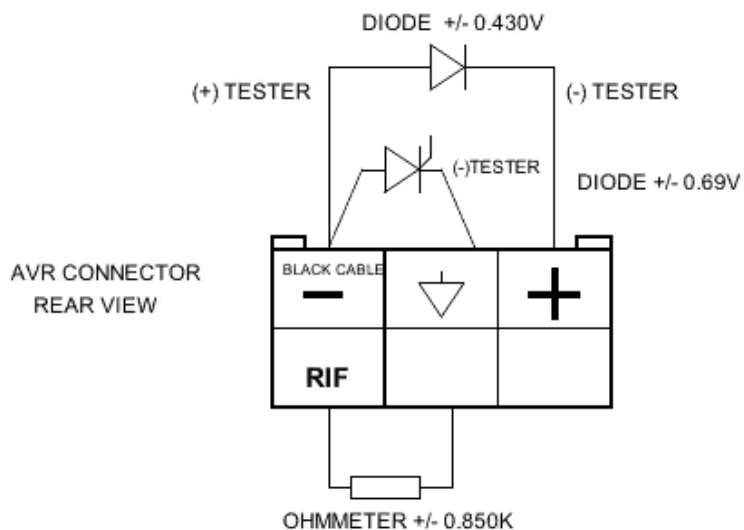 DIODE +/- 0.430V
(+) TESTER
(-) TESTER
(-)TESTER
DIODE +/- 0.69V
AVR CONNECTOR
REAR VIEW
BLACK CABLE
RIF
OHMMETER +/- 0.850K